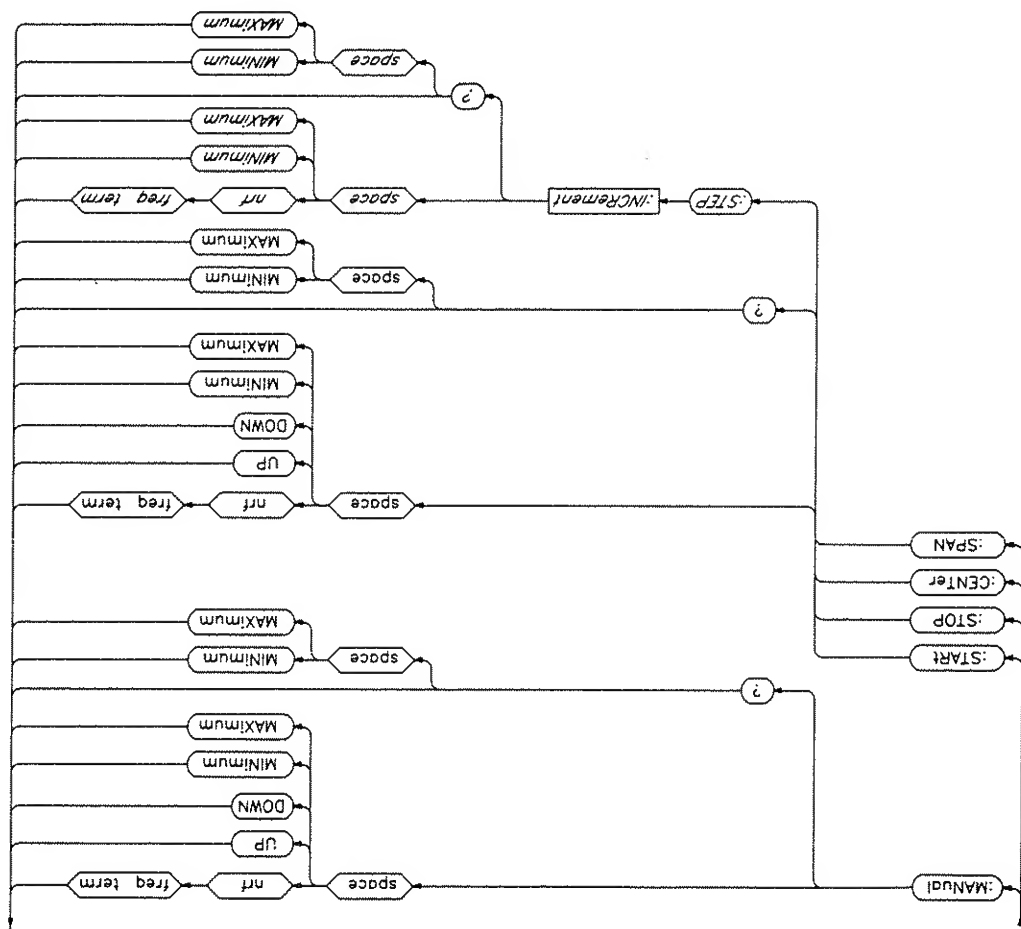 :MANual space nrf freq term
UP
DOWN
MINimum
MAXimum
?
:STARt space MINimum
:STOP MAXimum
:CENTer
:SPAN
space nrf freq term
UP
DOWN
MINimum
MAXimum
?
space MINimum
MAXimum
:STEP :INCRement space nrf freq term
MINimum
MAXimum
?
space MINimum
MAXimum